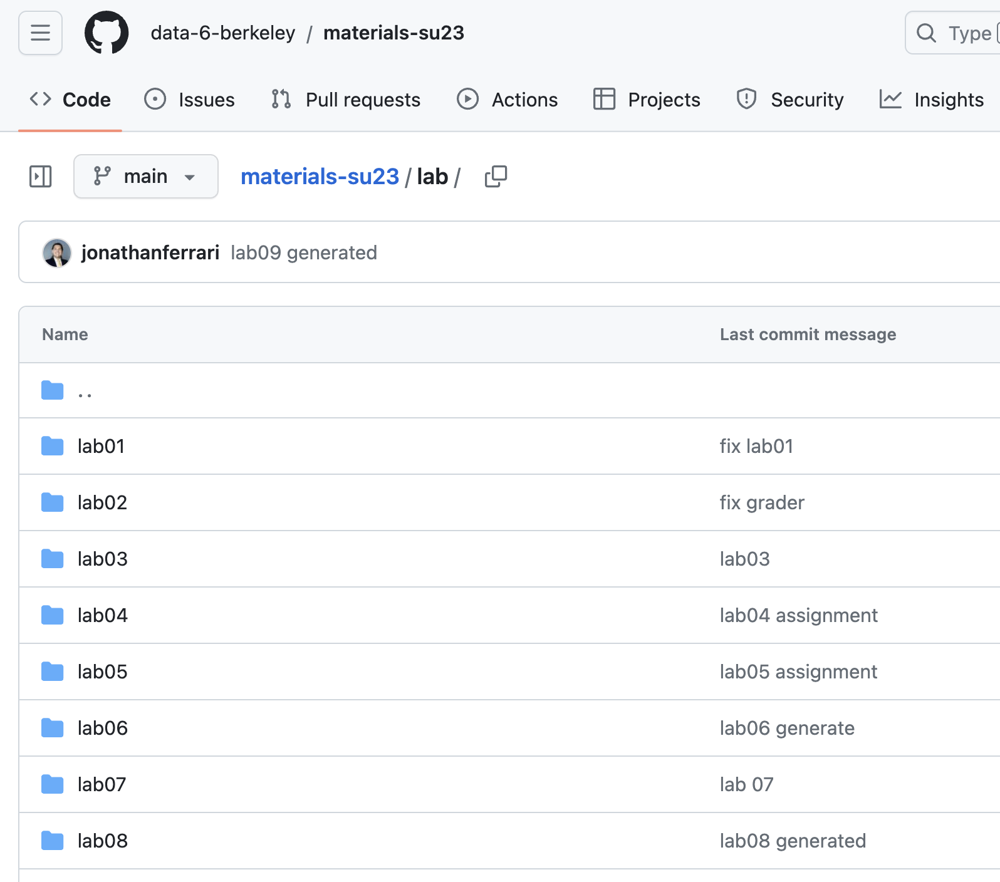 data-6-berkeley / materials-su23
Type
Code Issues Pull requests Actions Projects Security Insights
main materials-su23 / lab /
jonathanferrari lab09 generated
Name Last commit message
..
lab01 fix lab01
lab02 fix grader
lab03 lab03
lab04 lab04 assignment
lab05 lab05 assignment
lab06 lab06 generate
lab07 lab 07
lab08 lab08 generated